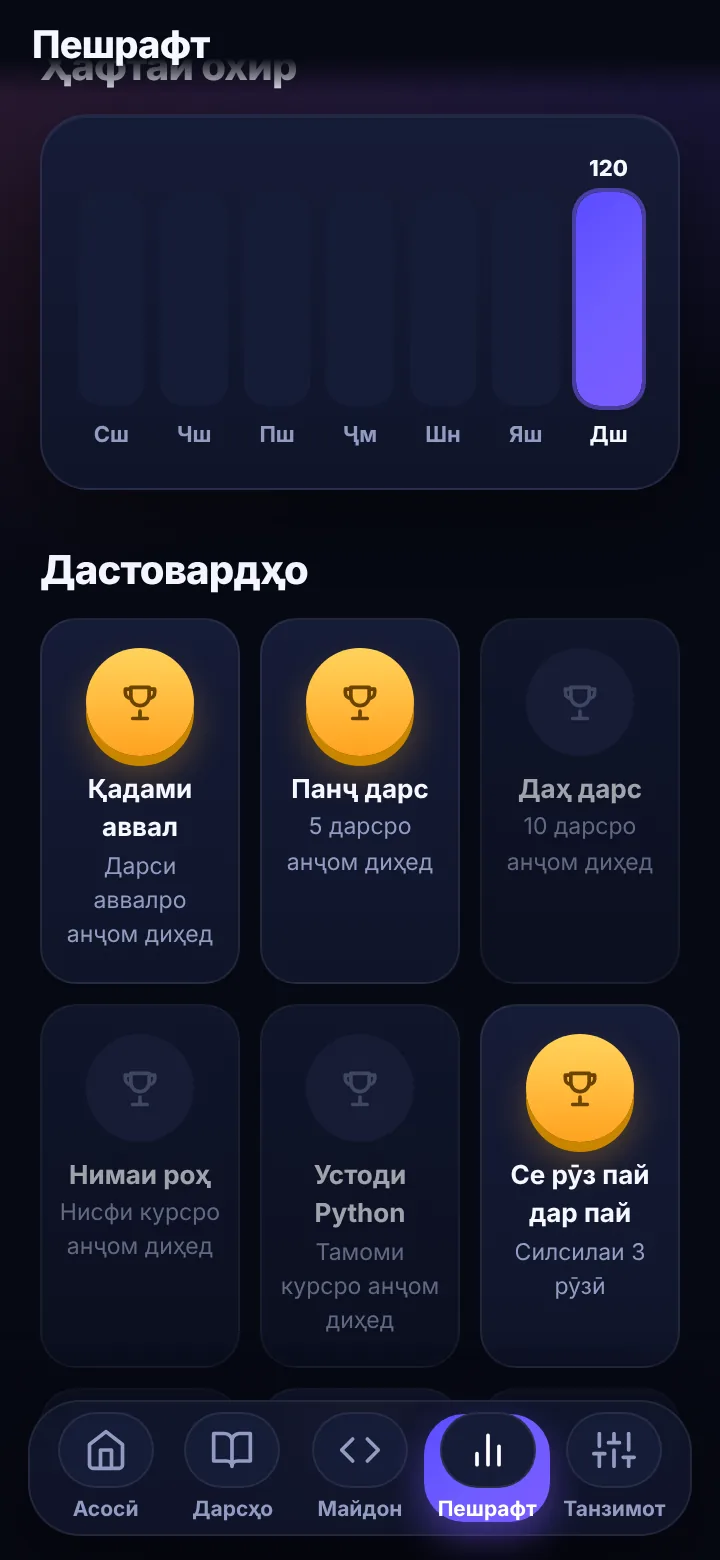 Пешрафт
Ҳафтаи охир
120
Сш Чш Пш Ҷм Шн Яш Дш
Дастовардҳо
Қадами
аввал
Дарси
аввалро
анҷом диҳед
Панҷ дарс
5 дарсро
анҷом диҳед
Даҳ дарс
10 дарсро
анҷом диҳед
Нимаи роҳ
Нисфи курсро
анҷом диҳед
Устоди
Python
Тамоми
курсро анҷом
диҳед
Се рӯз пай
дар пай
Силсилаи 3
рӯзӣ
Асосӣ Дарсҳо Майдон Пешрафт Танзимот